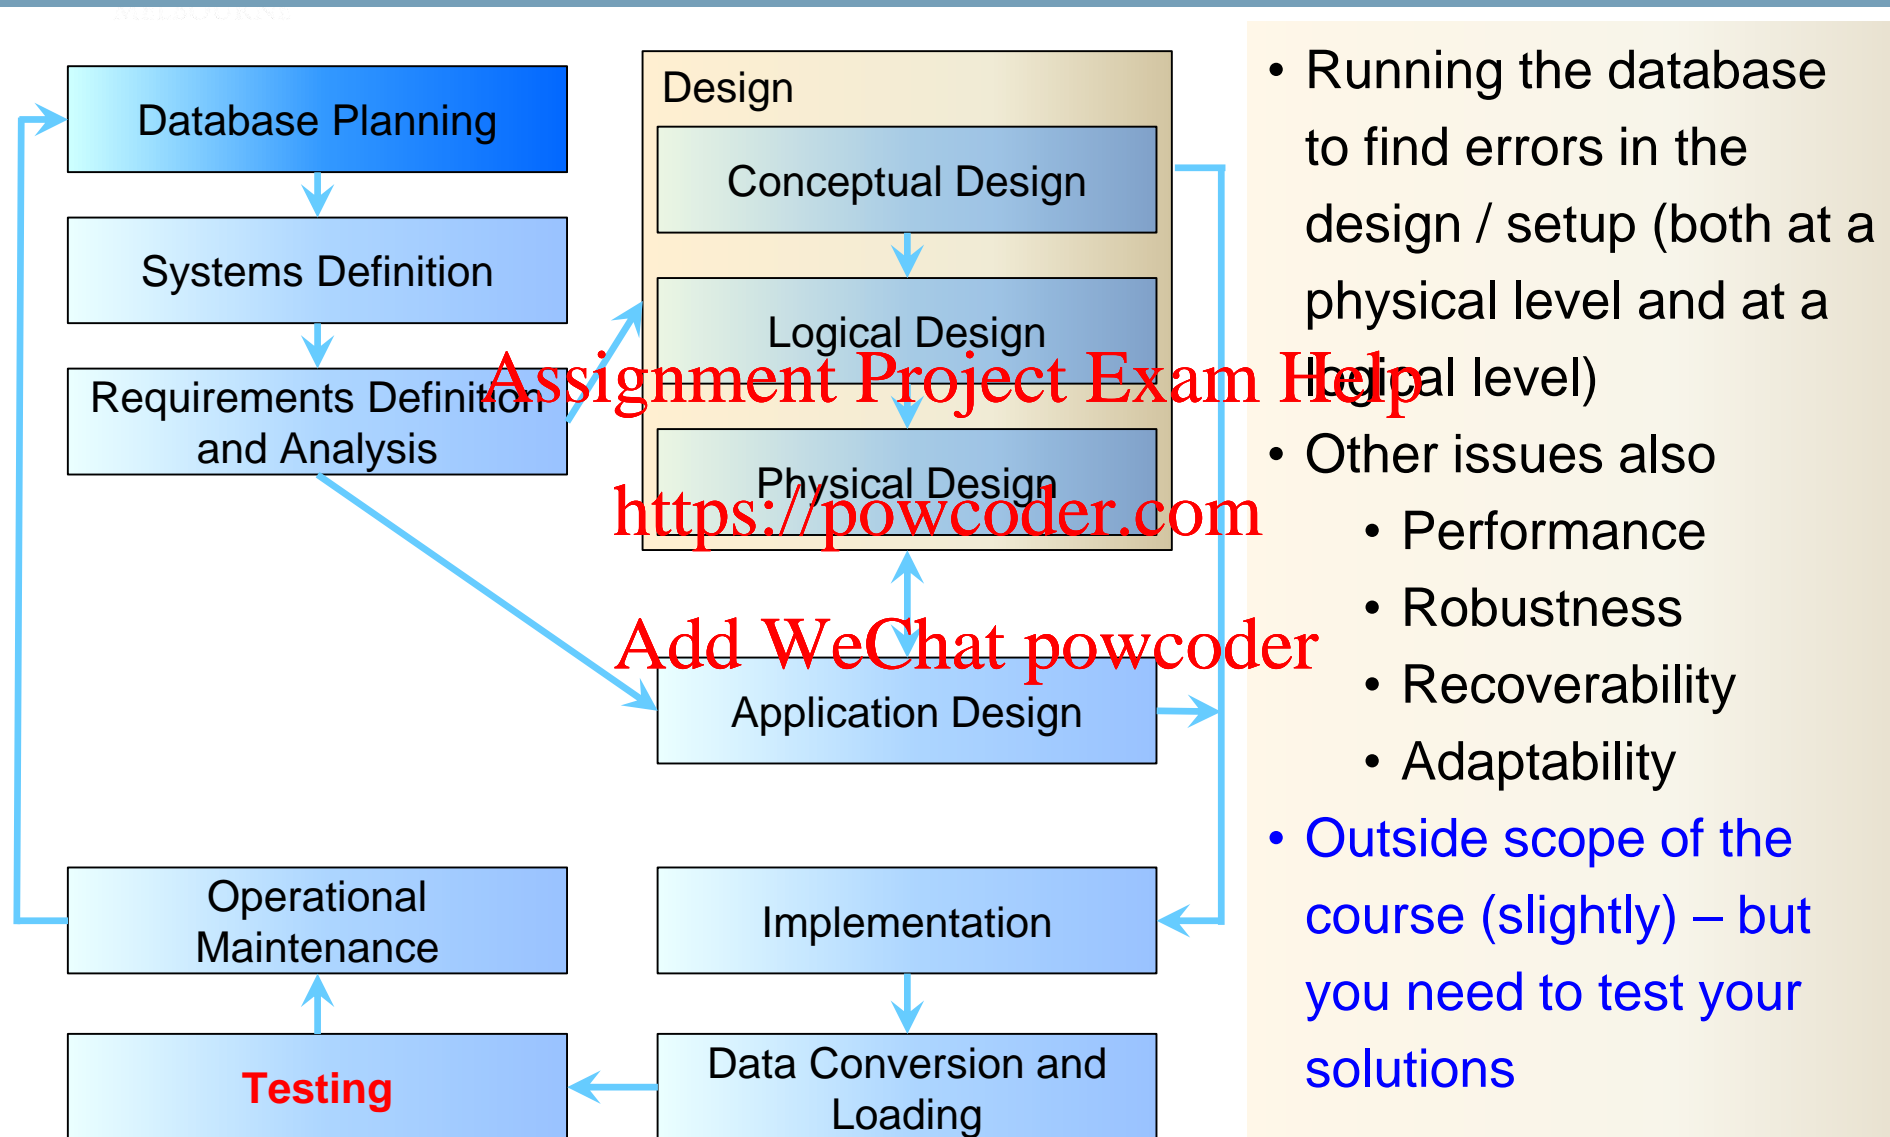 Database Planning
Systems Definition
Requirements Definition
and Analysis
Design
Conceptual Design
Logical Design
Physical Design
Application Design
Operational
Maintenance
Implementation
Testing
Data Conversion and
Loading
Assignment Project Exam Help
https://powcoder.com
Add WeChat powcoder
• Running the database
to find errors in the
design / setup (both at a
physical level and at a
logical level)
• Other issues also
• Performance
• Robustness
• Recoverability
• Adaptability
• Outside scope of the
course (slightly) – but
you need to test your
solutions